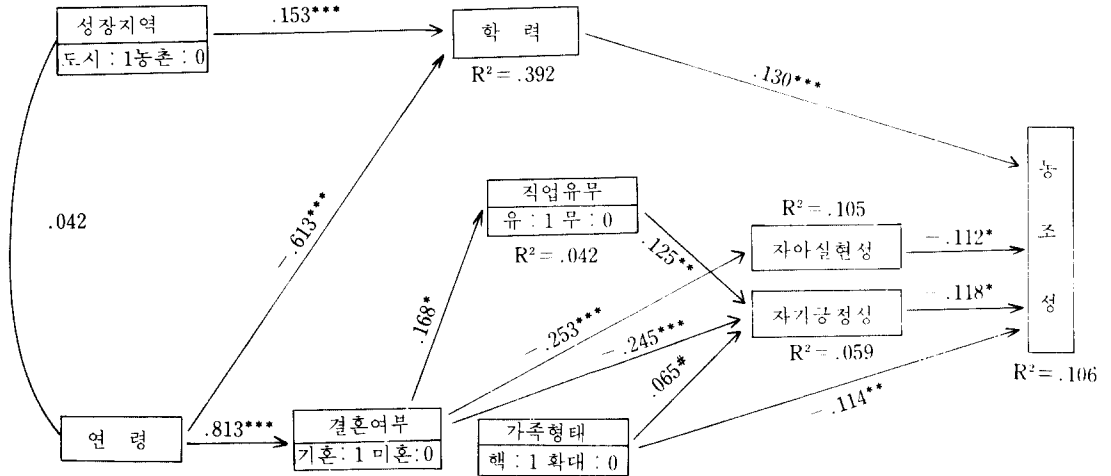 성장지역
도시 : 1농촌 : 0
.153***
학 력
R² = .392
.130***
.042
-.613***
직업유무
유 : 1 무 : 0
R² = .042
.125**
R² = .105
자아실현성
-.112*
농
조
성
R² = .106
.168*
-.253***
-.245***
자기긍정성
-.118*
R² = .059
.065#
-.114**
연 령
.813***
결혼여부
기혼: 1 미혼:0
가족형태
핵 : 1 확대 : 0